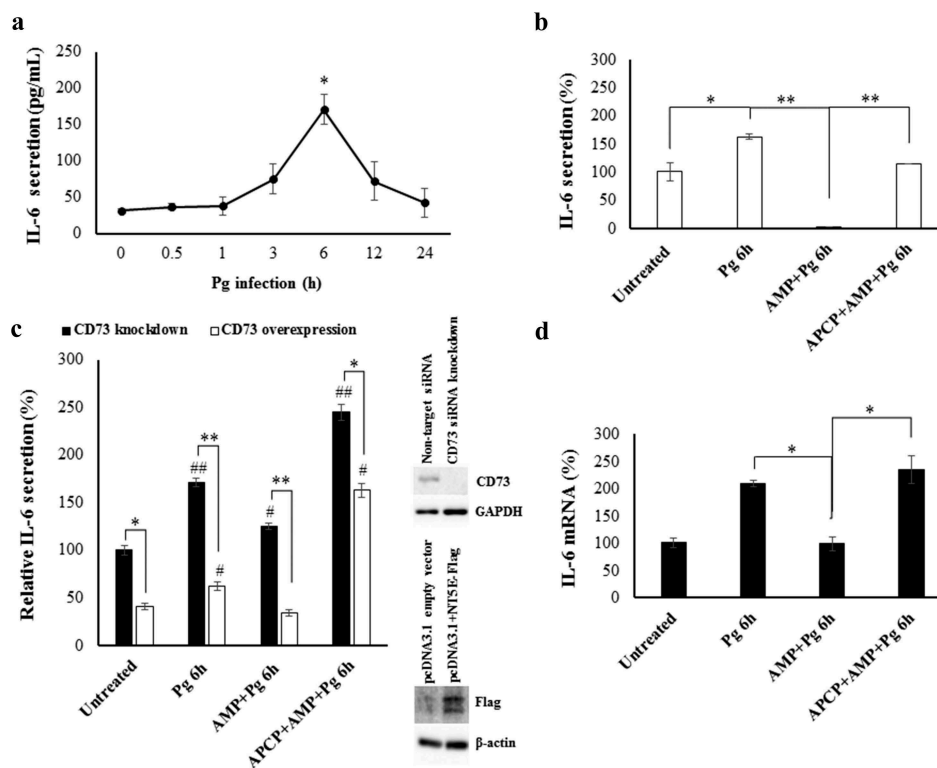 a
IL-6 secretion (pg/mL)
250
200
150
100
50
0
*
0 0.5 1 3 6 12 24
Pg infection (h)
b
IL-6 secretion (%)
300
250
200
150
100
50
0
* ** **
Untreated
Pg 6h
AMP+Pg 6h
APCP+AMP+Pg 6h
c
CD73 knockdown CD73 overexpression
Relative IL-6 secretion (%)
300
250
200
150
100
50
0
*
**
##
#
**
#
*
##
#
Untreated
Pg 6h
AMP+Pg 6h
APCP+AMP+Pg 6h
Non-target siRNA
CD73 siRNA knockdown
CD73
GAPDH
pcDNA3.1 empty vector
pcDNA3.1+NT5E-Flag
Flag
β-actin
d
IL-6 mRNA (%)
300
250
200
150
100
50
0
* *
Untreated
Pg 6h
AMP+Pg 6h
APCP+AMP+Pg 6h